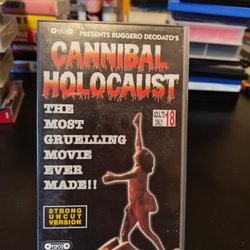 PRESENTS RUGGERO DEODATO'S
CANNIBAL
HOLOCAUST
THE
MOST
GRUELLING
MOVIE
EVER
MADE!!
ADULTS
ONLY 18
STRONG
UNCUT
VERSION